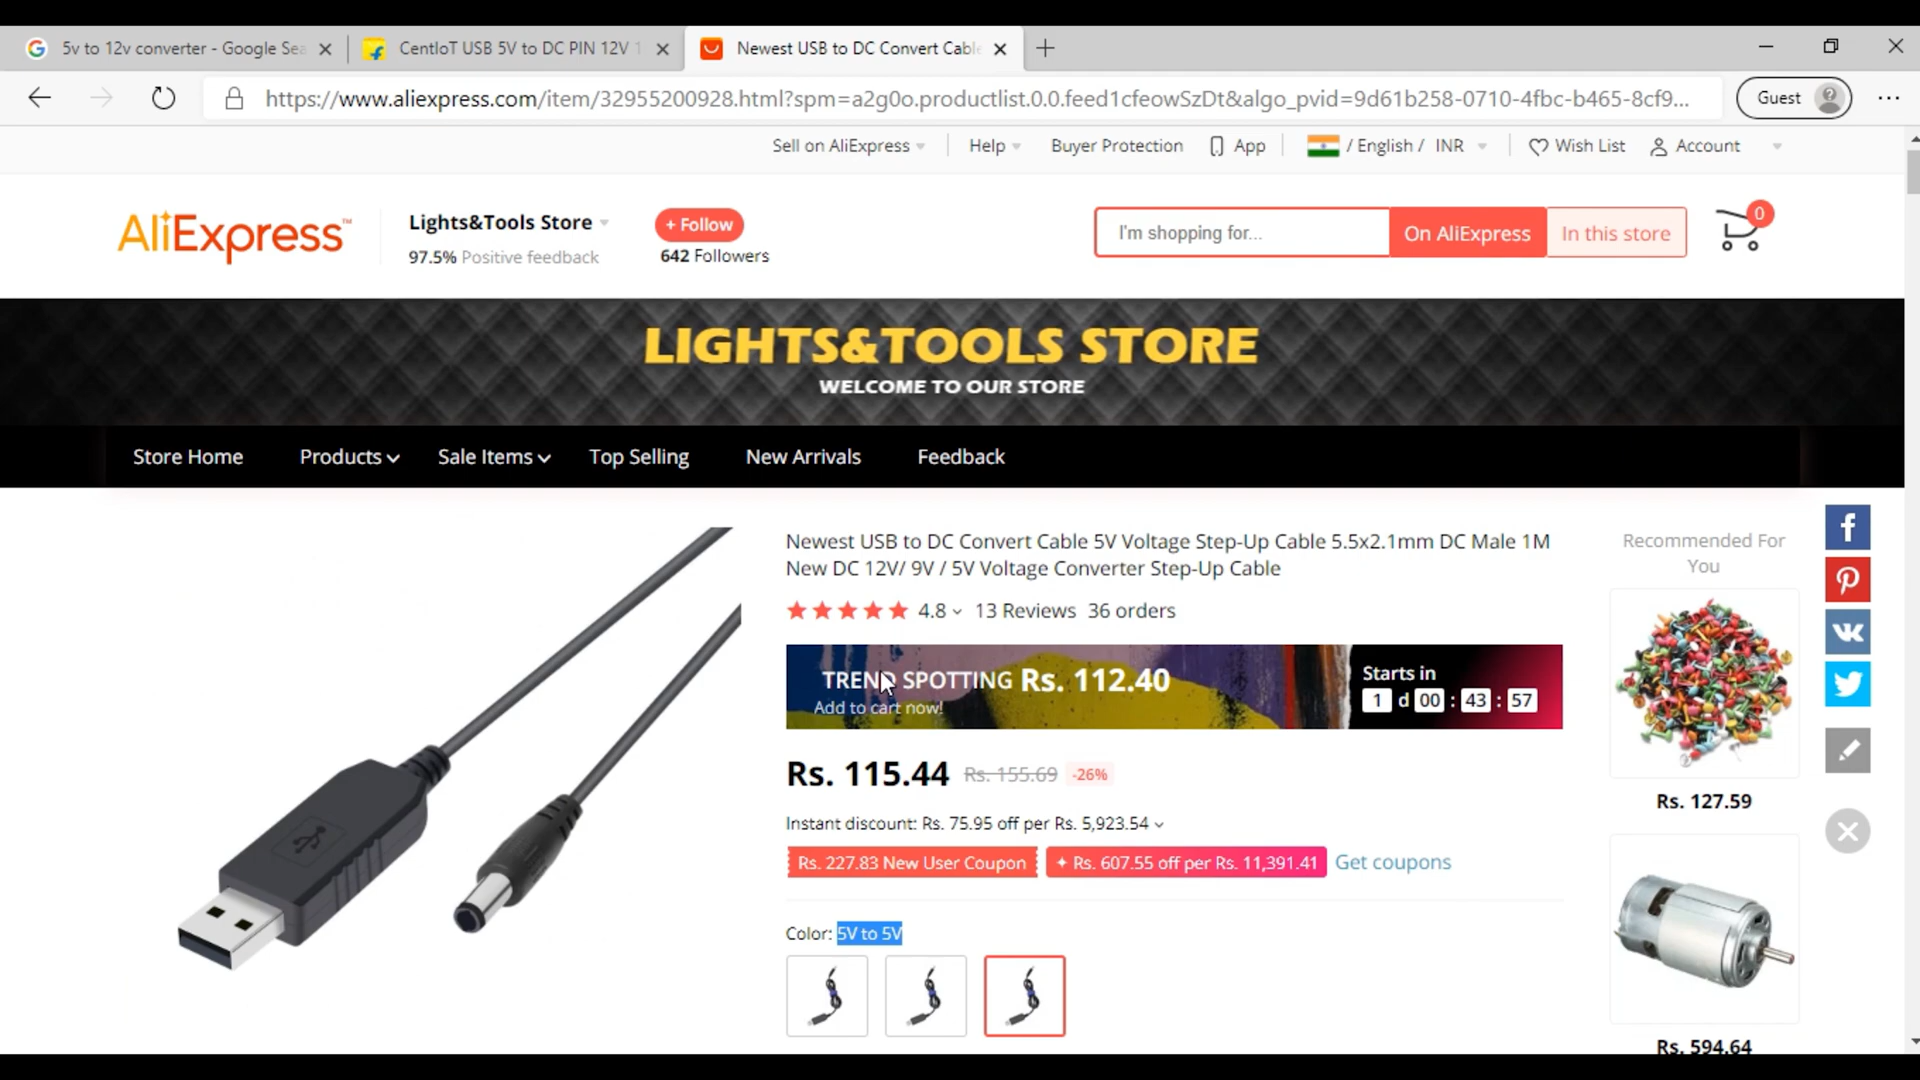 5v to 12v converter - Google Sea
CentIoT USB 5V to DC PIN 12V 1
Newest USB to DC Convert Cable
https://www.aliexpress.com/item/32955200928.html?spm=a2g0o.productlist.0.0.feed1cfeowSzDt&algo_pvid=9d61b258-0710-4fbc-b465-8cf9...
Guest
Sell on AliExpress
Help
Buyer Protection
App
/ English / INR
Wish List
Account
AliExpress™
Lights&Tools Store
97.5% Positive feedback
+ Follow
642 Followers
I'm shopping for...
On AliExpress
In this store
0
LIGHTS&TOOLS STORE
WELCOME TO OUR STORE
Store Home
Products
Sale Items
Top Selling
New Arrivals
Feedback
Newest USB to DC Convert Cable 5V Voltage Step-Up Cable 5.5x2.1mm DC Male 1M
New DC 12V/ 9V / 5V Voltage Converter Step-Up Cable
4.8
13 Reviews
36 orders
TREND SPOTTING Rs. 112.40
Add to cart now!
Starts in
1 d 00 : 43 : 57
Rs. 115.44 Rs. 155.69 -26%
Instant discount: Rs. 75.95 off per Rs. 5,923.54
Rs. 227.83 New User Coupon
Rs. 607.55 off per Rs. 11,391.41
Get coupons
Color: 5V to 5V
Recommended For
You
Rs. 127.59
Rs. 594.64